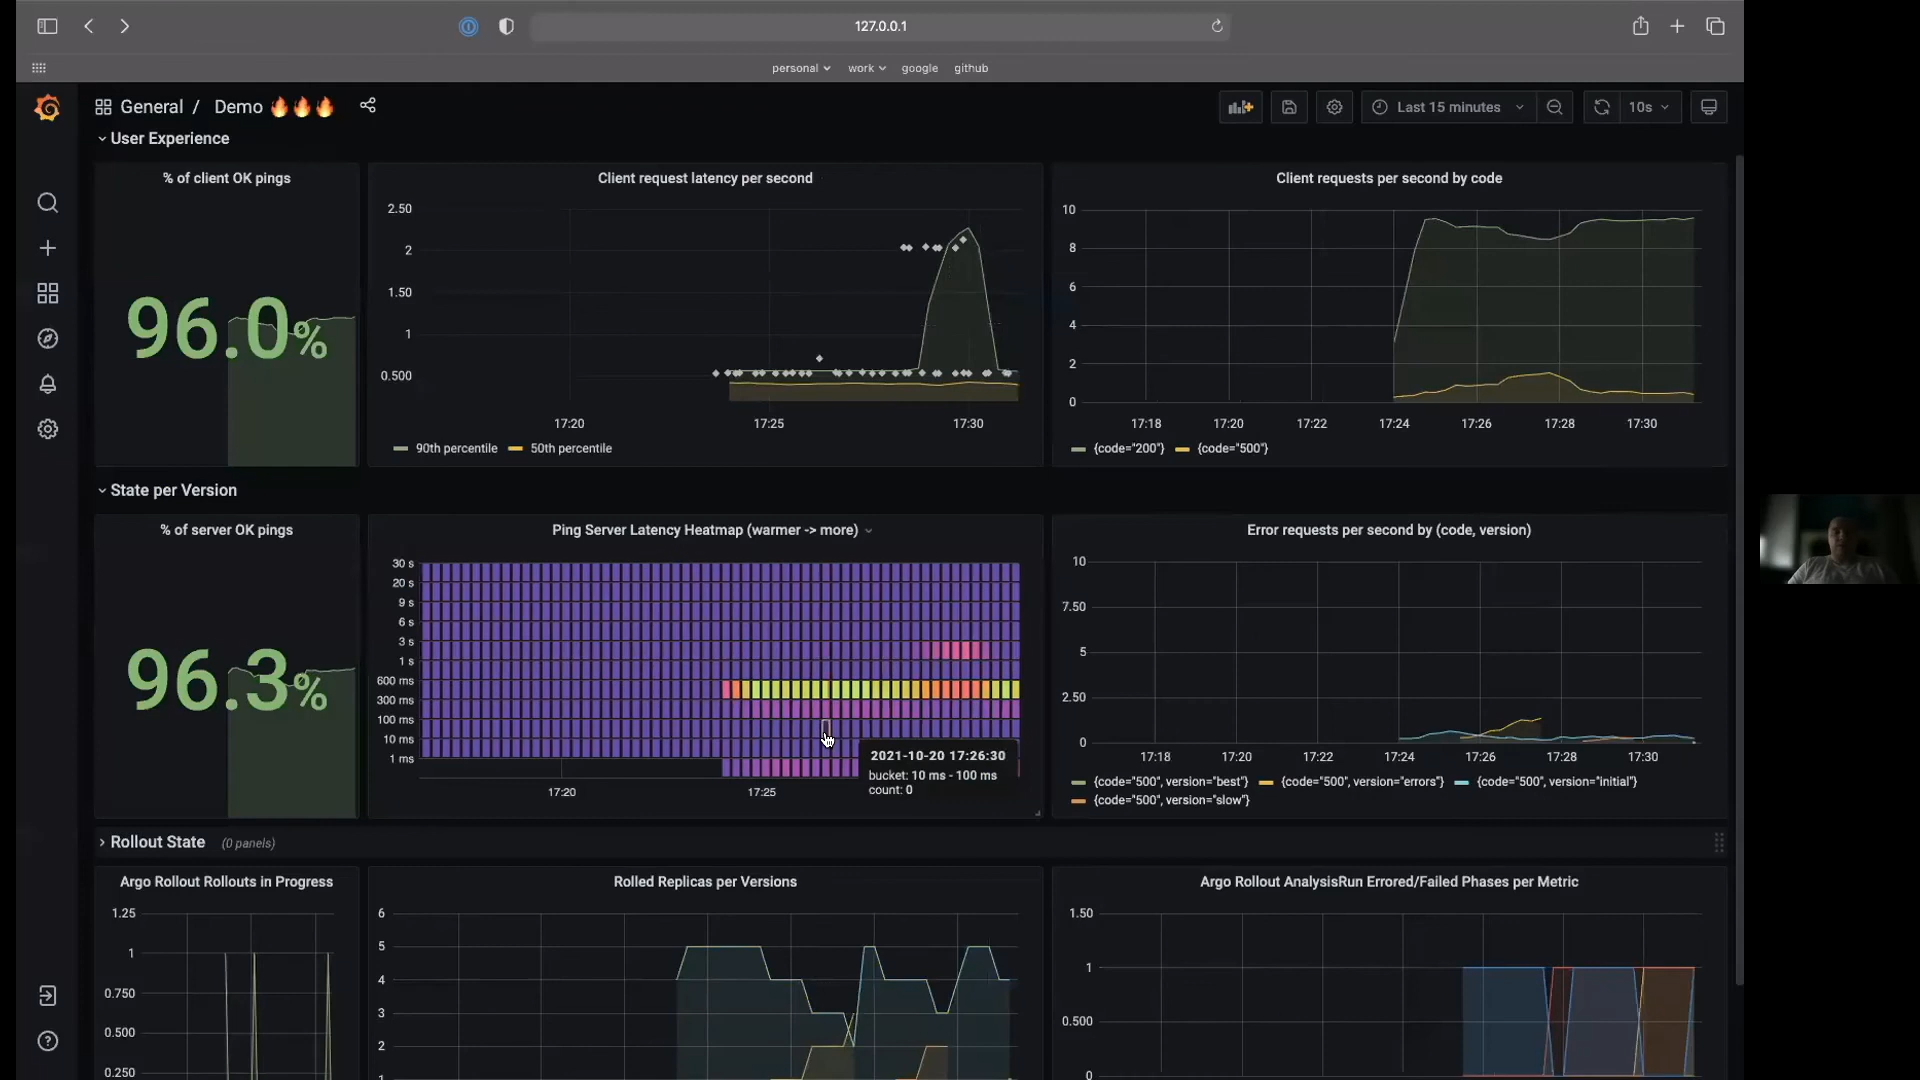 127.0.0.1
personal work google github
General / Demo 🔥🔥🔥
Last 15 minutes 10s
User Experience
% of client OK pings
96.0%
Client request latency per second
2.50
2
1.50
1
0.500
17:20 17:25 17:30
90th percentile 50th percentile
Client requests per second by code
10
8
6
4
2
0
17:18 17:20 17:22 17:24 17:26 17:28 17:30
{code="200"} {code="500"}
State per Version
% of server OK pings
96.3%
Ping Server Latency Heatmap (warmer -> more)
30 s
20 s
9 s
6 s
3 s
1 s
600 ms
300 ms
100 ms
10 ms
1 ms
17:20 17:25
2021-10-20 17:26:30
bucket: 10 ms - 100 ms
count: 0
Error requests per second by (code, version)
10
7.50
5
2.50
0
17:18 17:20 17:22 17:24 17:26 17:28 17:30
{code="500", version="best"} {code="500", version="errors"} {code="500", version="initial"}
{code="500", version="slow"}
Rollout State (0 panels)
Argo Rollout Rollouts in Progress
1.25
1
0.750
0.500
0.250
Rolled Replicas per Versions
6
5
4
3
2
Argo Rollout AnalysisRun Errored/Failed Phases per Metric
1.50
1
0.500
0